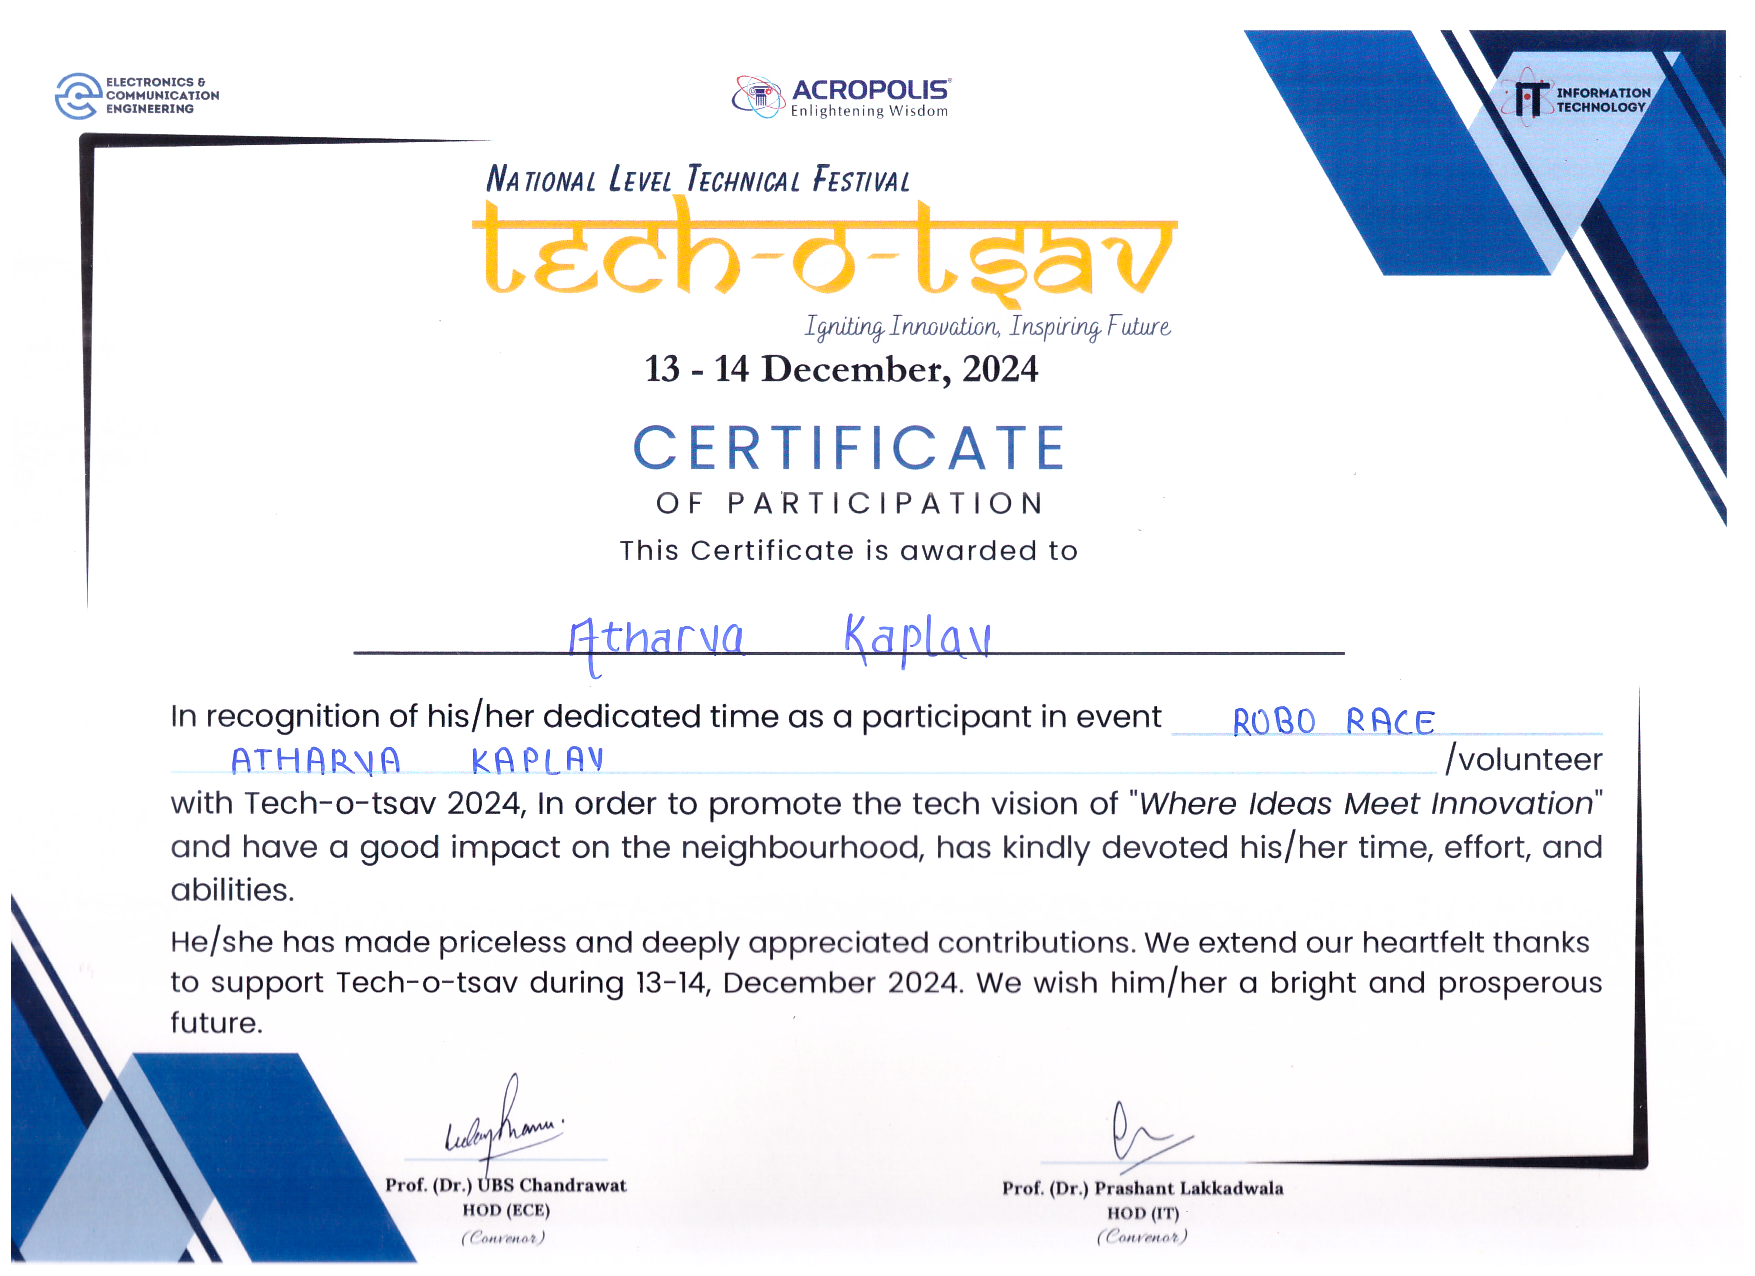 ELECTRONICS &
COMMUNICATION
ENGINEERING
ACROPOLIS
Enlightening Wisdom
IT INFORMATION
TECHNOLOGY
NATIONAL LEVEL TECHNICAL FESTIVAL
tech-o-tsav
Igniting Innovation, Inspiring Future
13 - 14 December, 2024
CERTIFICATE
OF PARTICIPATION
This Certificate is awarded to
Atharva Kaplav
In recognition of his/her dedicated time as a participant in event ROBO RACE
ATHARVA KAPLAV /volunteer
with Tech-o-tsav 2024, In order to promote the tech vision of "Where Ideas Meet Innovation"
and have a good impact on the neighbourhood, has kindly devoted his/her time, effort, and
abilities.
He/she has made priceless and deeply appreciated contributions. We extend our heartfelt thanks
to support Tech-o-tsav during 13-14, December 2024. We wish him/her a bright and prosperous
future.
Prof. (Dr.) UBS Chandrawat
HOD (ECE)
(Convenor)
Prof. (Dr.) Prashant Lakkadwala
HOD (IT)
(Convenor)